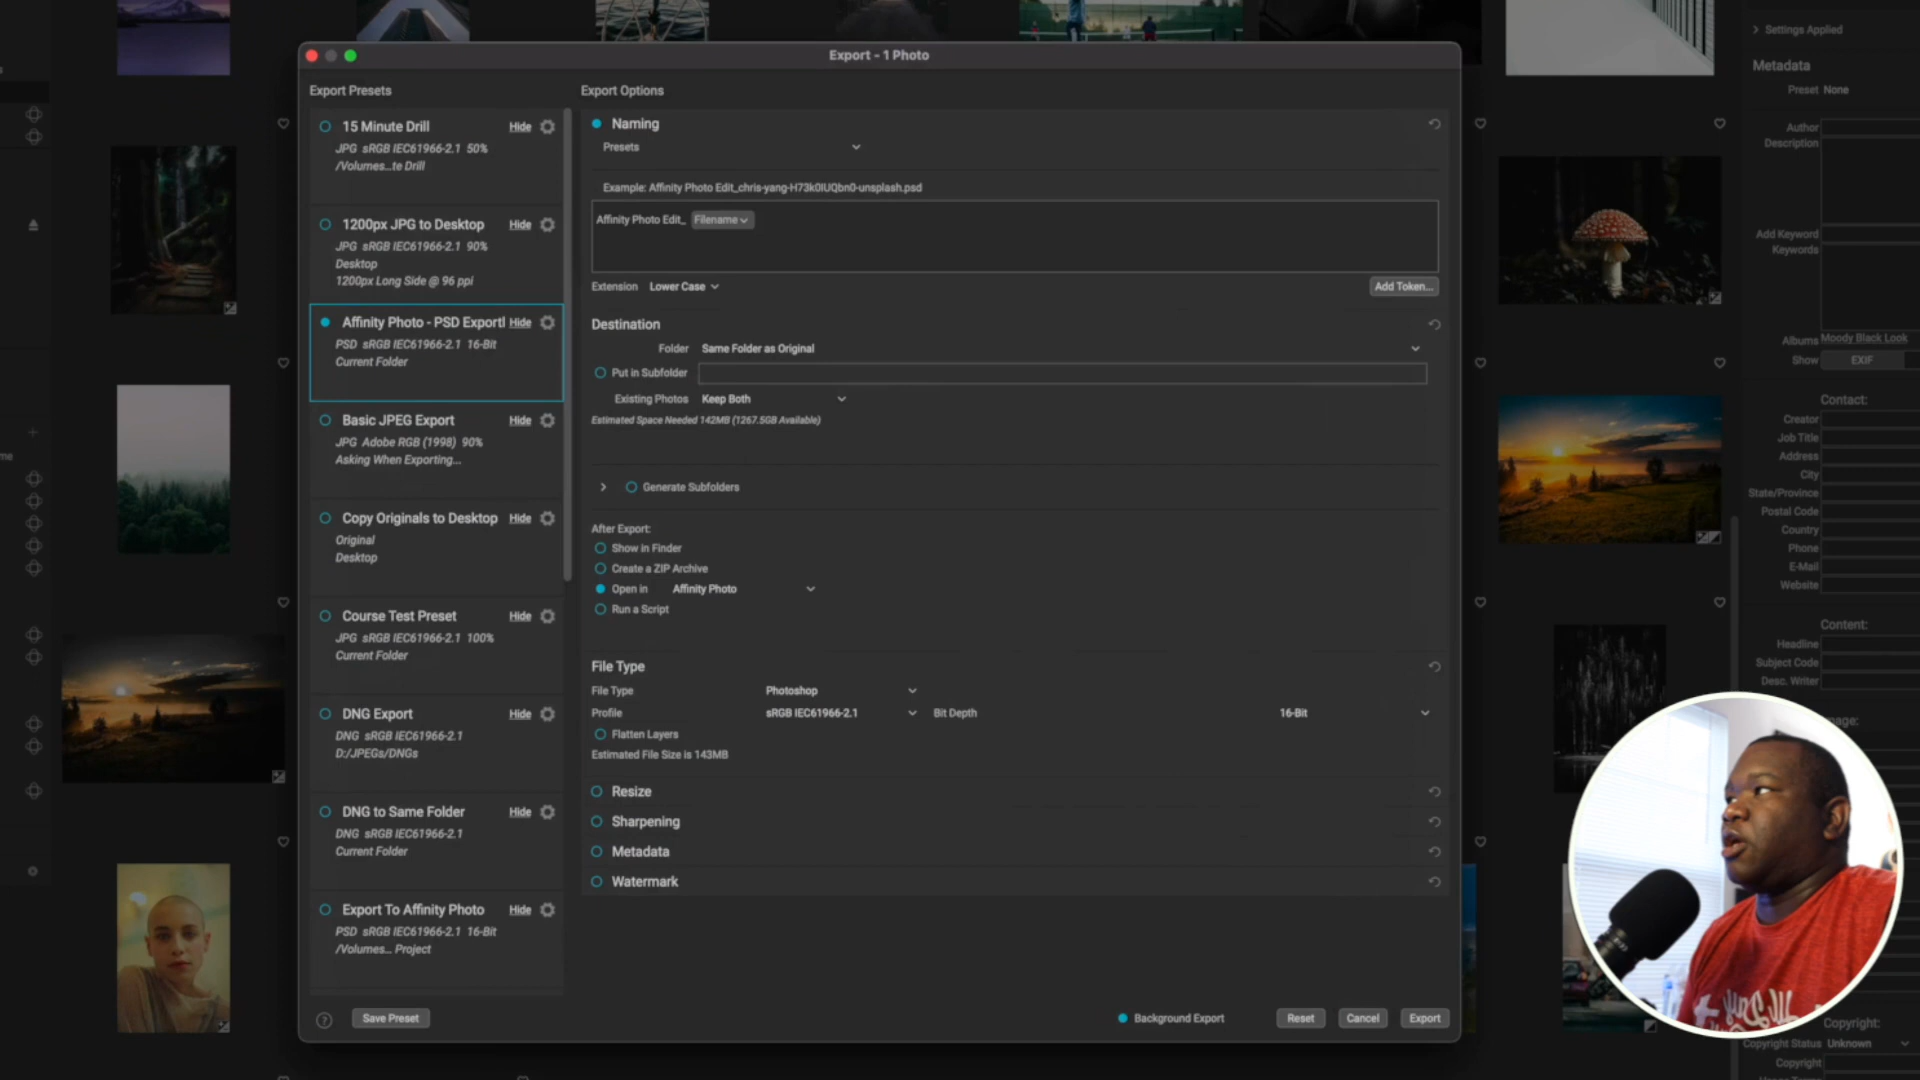 Export - 1 Photo
Export Presets
15 Minute Drill
Hide
JPG sRGB IEC61966-2.1 50%
/Volumes...te Drill
1200px JPG to Desktop
Hide
JPG sRGB IEC61966-2.1 90%
Desktop
1200px Long Side @ 96 ppi
Affinity Photo - PSD Export
Hide
PSD sRGB IEC61966-2.1 16-Bit
Current Folder
Basic JPEG Export
Hide
JPG Adobe RGB (1998) 90%
Asking When Exporting...
Copy Originals to Desktop
Hide
Original
Desktop
Course Test Preset
Hide
JPG sRGB IEC61966-2.1 100%
Current Folder
DNG Export
Hide
DNG sRGB IEC61966-2.1
D:/JPEGs/DNGs
DNG to Same Folder
Hide
DNG sRGB IEC61966-2.1
Current Folder
Export To Affinity Photo
Hide
PSD sRGB IEC61966-2.1 16-Bit
/Volumes... Project
Save Preset
Export Options
Naming
Presets
Example: Affinity Photo Edit_chris-yang-H73k0IUQbn0-unsplash.psd
Affinity Photo Edit_ Filename
Extension Lower Case
Add Token...
Destination
Folder Same Folder as Original
Put in Subfolder
Existing Photos Keep Both
Estimated Space Needed 142MB (1267.5GB Available)
Generate Subfolders
After Export:
Show in Finder
Create a ZIP Archive
Open in Affinity Photo
Run a Script
File Type
File Type Photoshop
Profile sRGB IEC61966-2.1 Bit Depth 16-Bit
Flatten Layers
Estimated File Size is 143MB
Resize
Sharpening
Metadata
Watermark
Background Export
Reset
Cancel
Export
Settings Applied
Metadata
Preset None
Author
Description
Add Keyword
Keywords
Albums Moody Black Look
Show EXIF
Contact:
Creator
Job Title
Address
City
State/Province
Postal Code
Country
Phone
E-Mail
Website
Content:
Headline
Subject Code
Desc. Writer
Copyright:
Copyright Status Unknown
Copyright